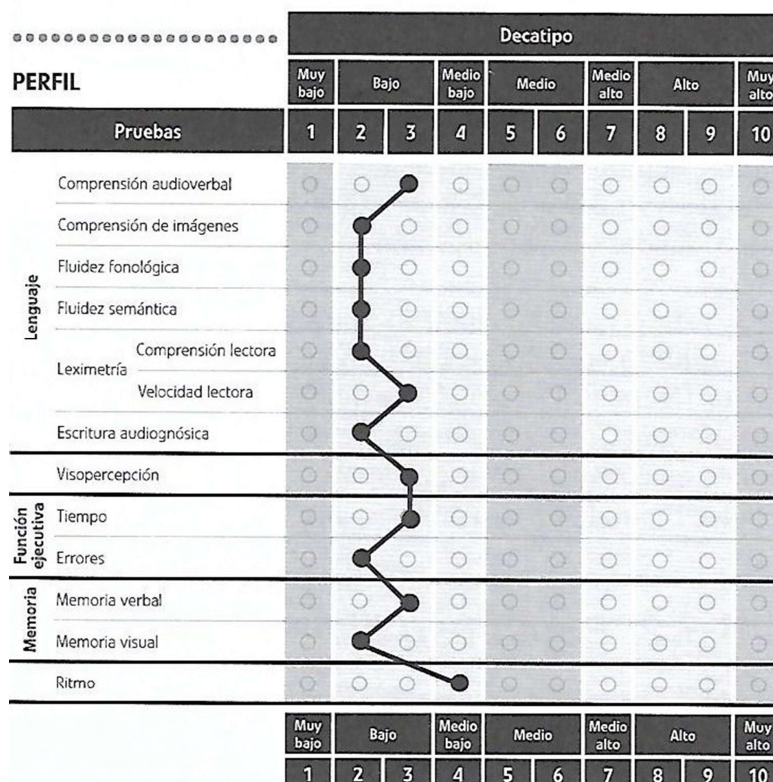 Decatipo
PERFIL
Muy bajo Bajo Medio bajo Medio Medio alto Alto Muy alto
Pruebas 1 2 3 4 5 6 7 8 9 10
Lenguaje
Comprensión audioverbal
Comprensión de imágenes
Fluidez fonológica
Fluidez semántica
Leximetría
Comprensión lectora
Velocidad lectora
Escritura audiognósica
Visopercepción
Función ejecutiva
Tiempo
Errores
Memoria
Memoria verbal
Memoria visual
Ritmo
Muy bajo Bajo Medio bajo Medio Medio alto Alto Muy alto
1 2 3 4 5 6 7 8 9 10